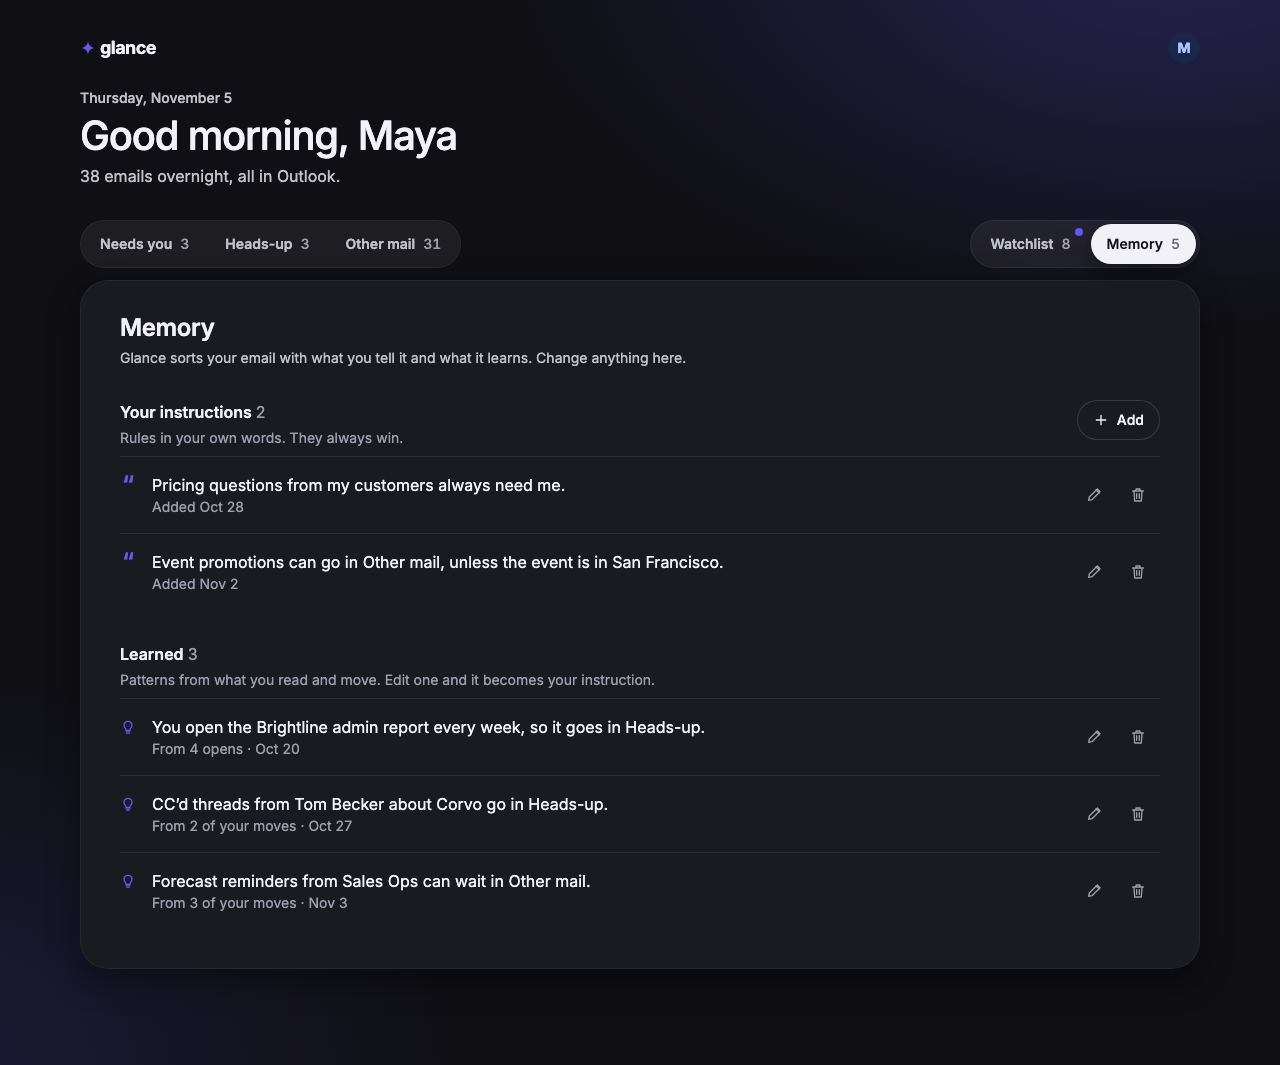 glance
M
Thursday, November 5
Good morning, Maya
38 emails overnight, all in Outlook.
Needs you 3 Heads-up 3 Other mail 31
Watchlist 8 Memory 5
Memory
Glance sorts your email with what you tell it and what it learns. Change anything here.
Your instructions 2
Rules in your own words. They always win.
+ Add
" Pricing questions from my customers always need me.
Added Oct 28
" Event promotions can go in Other mail, unless the event is in San Francisco.
Added Nov 2
Learned 3
Patterns from what you read and move. Edit one and it becomes your instruction.
You open the Brightline admin report every week, so it goes in Heads-up.
From 4 opens · Oct 20
CC’d threads from Tom Becker about Corvo go in Heads-up.
From 2 of your moves · Oct 27
Forecast reminders from Sales Ops can wait in Other mail.
From 3 of your moves · Nov 3